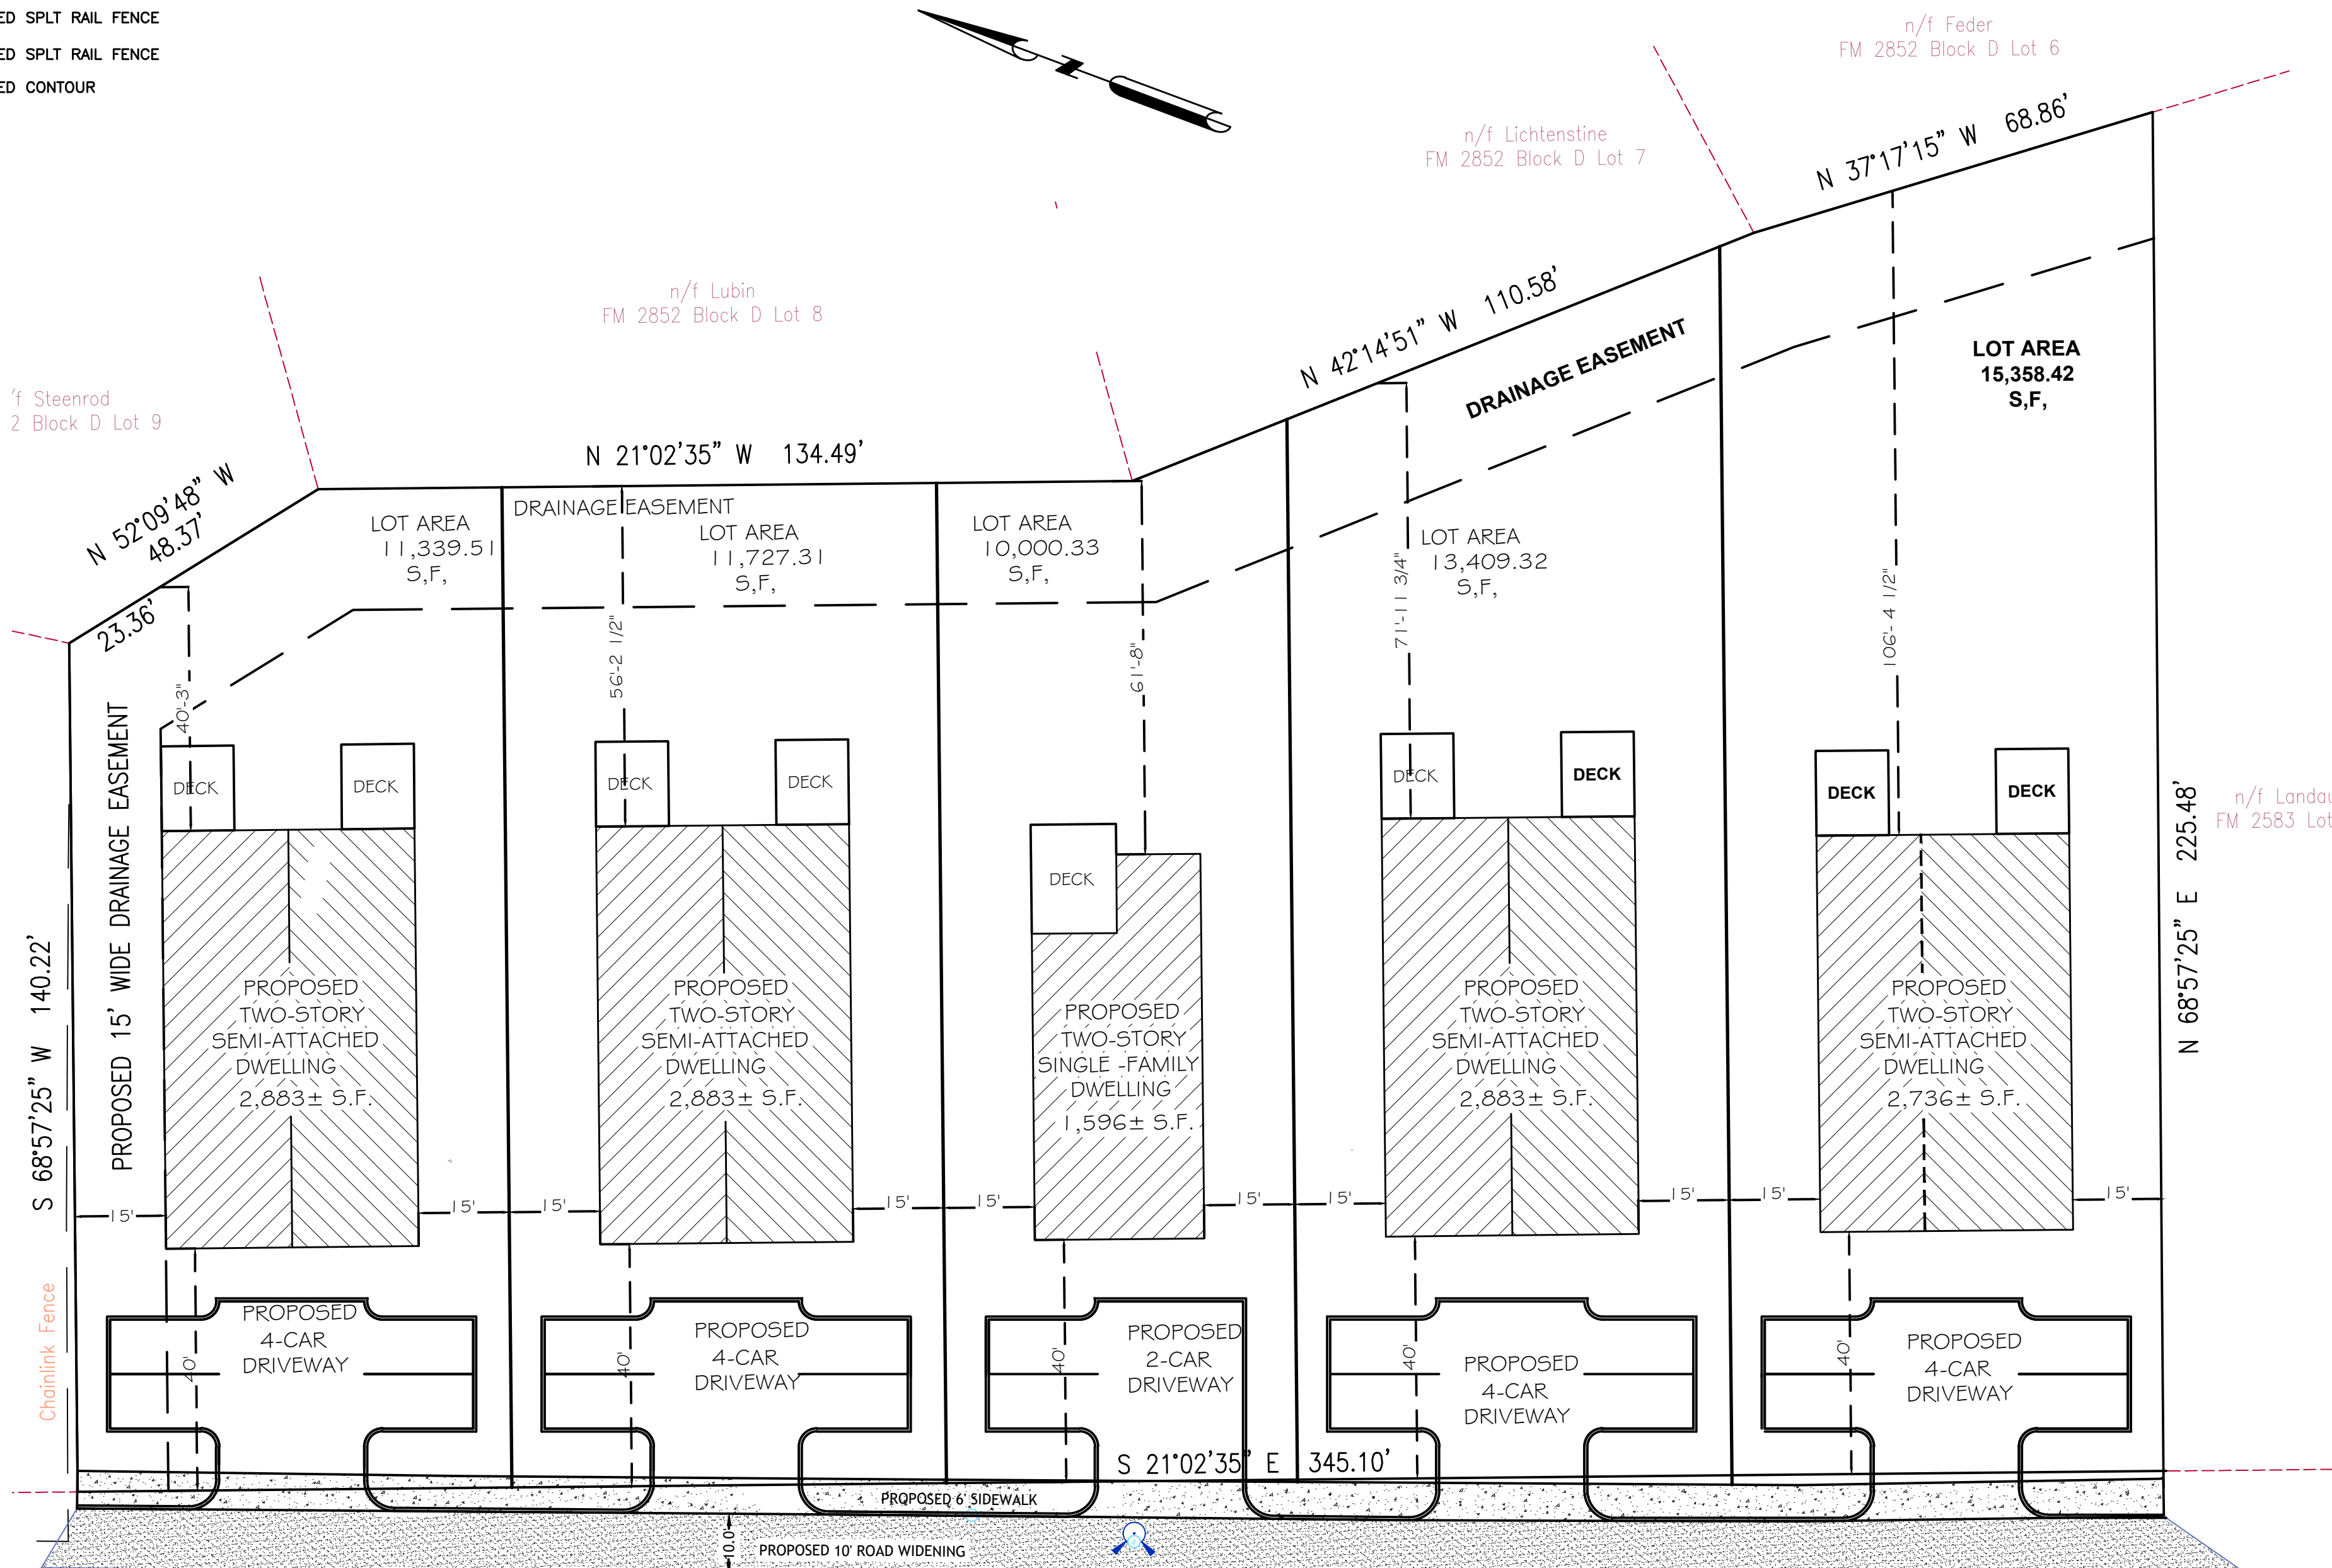 ED SPLT RAIL FENCE
ED SPLT RAIL FENCE
ED CONTOUR
n/f Feder
FM 2852 Block D Lot 6
n/f Lichtenstine
FM 2852 Block D Lot 7
N 37°17'15" W 68.86'
n/f Lubin
FM 2852 Block D Lot 8
N 42°14'51" W 110.58'
DRAINAGE EASEMENT
LOT AREA
15,358.42
S,F,
'f Steenrod
2 Block D Lot 9
N 21°02'35" W 134.49'
N 52°09'48" W
48.37'
23.36'
DRAINAGE EASEMENT
LOT AREA
11,339.51
S,F,
LOT AREA
11,727.31
S,F,
LOT AREA
10,000.33
S,F,
LOT AREA
13,409.32
S,F,
40'-3"
56'-2 1/2"
61'-8"
71'-11 3/4"
106'- 4 1/2"
PROPOSED 15' WIDE DRAINAGE EASEMENT
DECK
DECK
DECK
DECK
DECK
DECK
DECK
DECK
DECK
n/f Landau
FM 2583 Lot
S 68°57'25" W 140.22'
N 68°57'25" E 225.48'
PROPOSED
TWO-STORY
SEMI-ATTACHED
DWELLING
2,883± S.F.
PROPOSED
TWO-STORY
SEMI-ATTACHED
DWELLING
2,883± S.F.
PROPOSED
TWO-STORY
SINGLE -FAMILY
DWELLING
1,596± S.F.
PROPOSED
TWO-STORY
SEMI-ATTACHED
DWELLING
2,883± S.F.
PROPOSED
TWO-STORY
SEMI-ATTACHED
DWELLING
2,736± S.F.
15'
15'
15'
15'
15'
15'
15'
15'
15'
15'
Chainlink Fence
PROPOSED
4-CAR
DRIVEWAY
40'
PROPOSED
4-CAR
DRIVEWAY
40'
PROPOSED
2-CAR
DRIVEWAY
40'
PROPOSED
4-CAR
DRIVEWAY
40'
PROPOSED
4-CAR
DRIVEWAY
40'
S 21°02'35" E 345.10'
PROPOSED 6' SIDEWALK
10.0'
PROPOSED 10' ROAD WIDENING